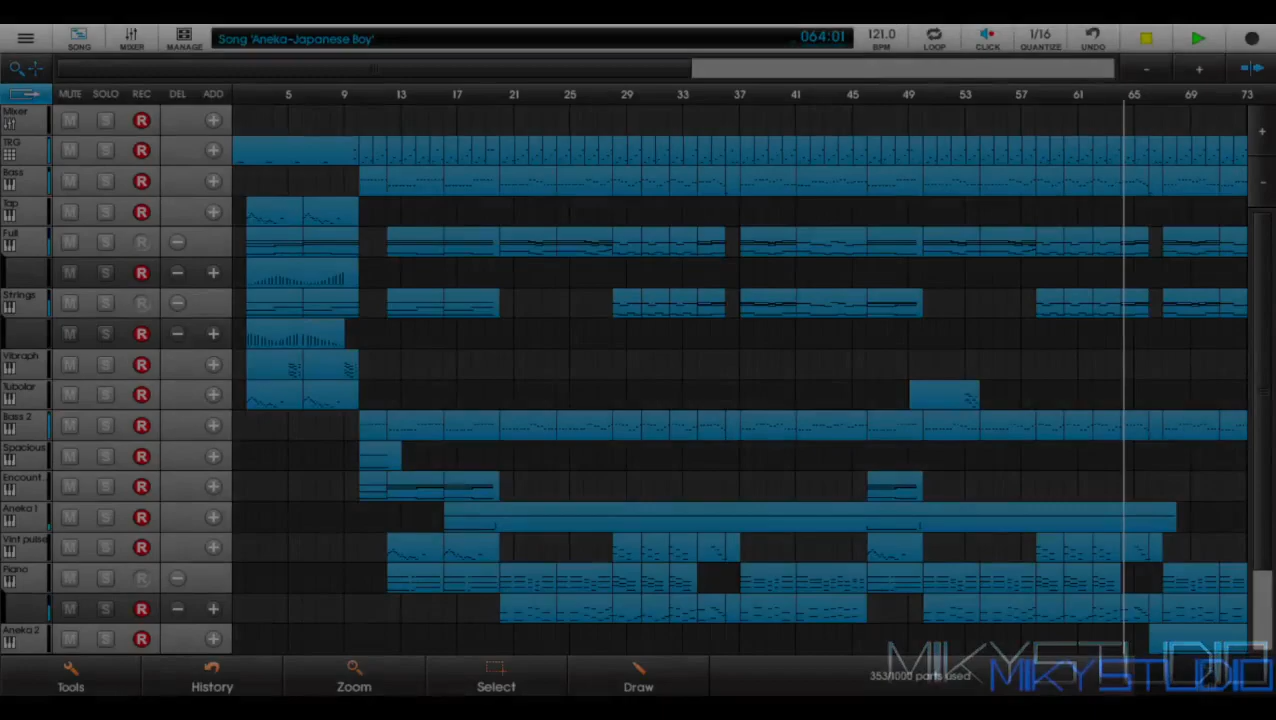 SONG MIXER MANAGE Song 'Aneka-Japanese Boy' 064:01 121.0 BPM LOOP CLICK 1/16 QUANTIZE UNDO
MUTE SOLO REC DEL ADD 5 9 13 17 21 25 29 33 37 41 45 49 53 57 61 65 69 73
Mixer M S R
TRG M S R
Bass M S R
Tap M S R
Full M S R
M S R
Strings M S R
M S R
Vibraph M S R
Tubolar M S R
Bass 2 M S R
Spacious M S R
Encount M S R
Aneka 1 M S R
Vint pulse M S R
Piano M S R
M S R
Aneka 2 M S R
MIKYSTUDIO
353/1000 parts used
MIKYSTUDIO
Tools History Zoom Select Draw